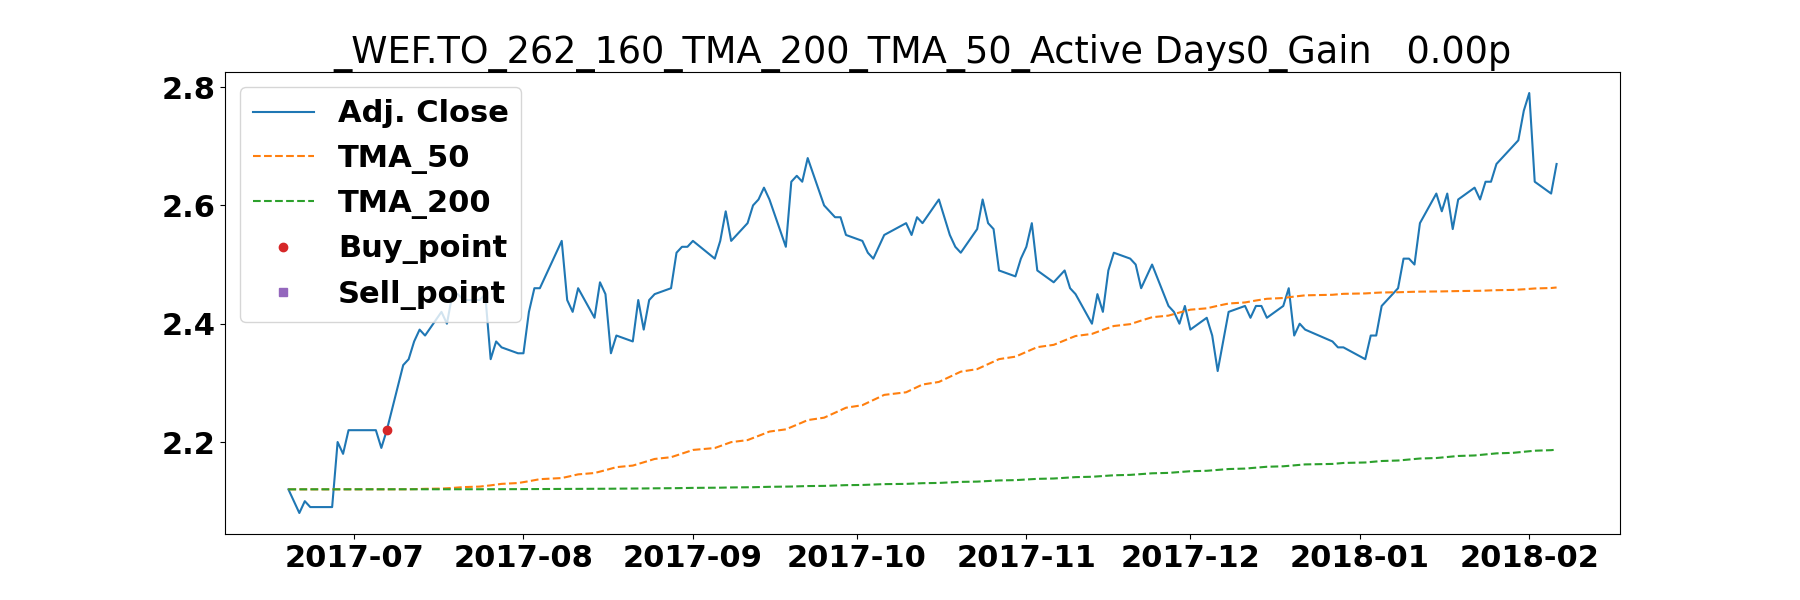 _WEF.TO_262_160_TMA_200_TMA_50_Active Days0_Gain   0.00p
2.8
2.6
2.4
2.2
Adj. Close
TMA_50
TMA_200
Buy_point
Sell_point
2017-07 2017-08 2017-09 2017-10 2017-11 2017-12 2018-01 2018-02